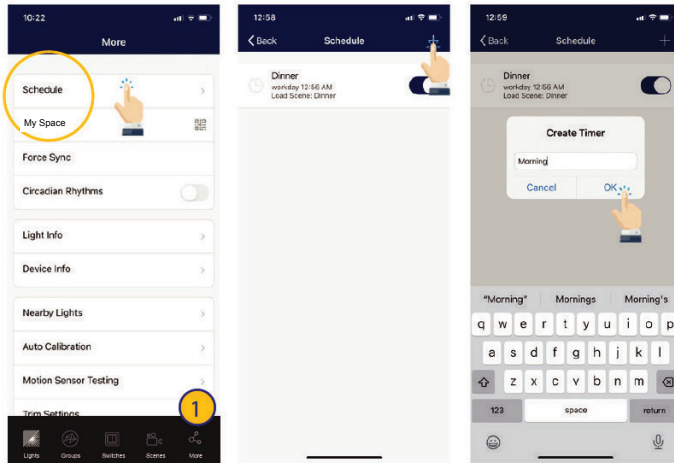 10:22
More
Schedule
My Space
Force Sync
Circadian Rhythms
Light Info
Device Info
Nearby Lights
Auto Calibration
Motion Sensor Testing
Trim Settings
1
Lights Groups Switches Scenes More
12:58
Back Schedule
Dinner
workday 12:56 AM
Load Scene: Dinner
12:59
Back Schedule
Dinner
workday 12:56 AM
Load Scene: Dinner
Create Timer
Morning
Cancel OK
"Morning" Mornings Morning's
q w e r t y u i o p
a s d f g h j k l
z x c v b n m
123 space return